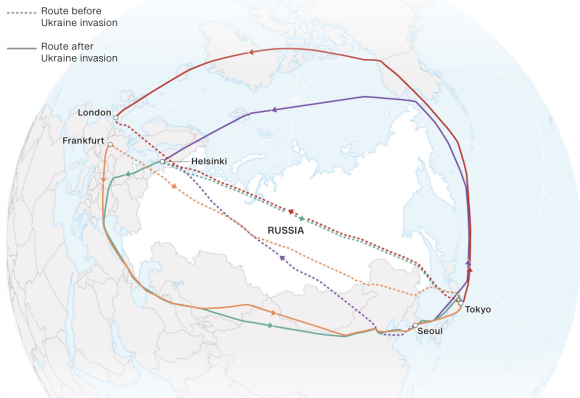 Route before
Ukraine invasion
Route after
Ukraine invasion
London
Frankfurt
Helsinki
RUSSIA
Tokyo
Seoul